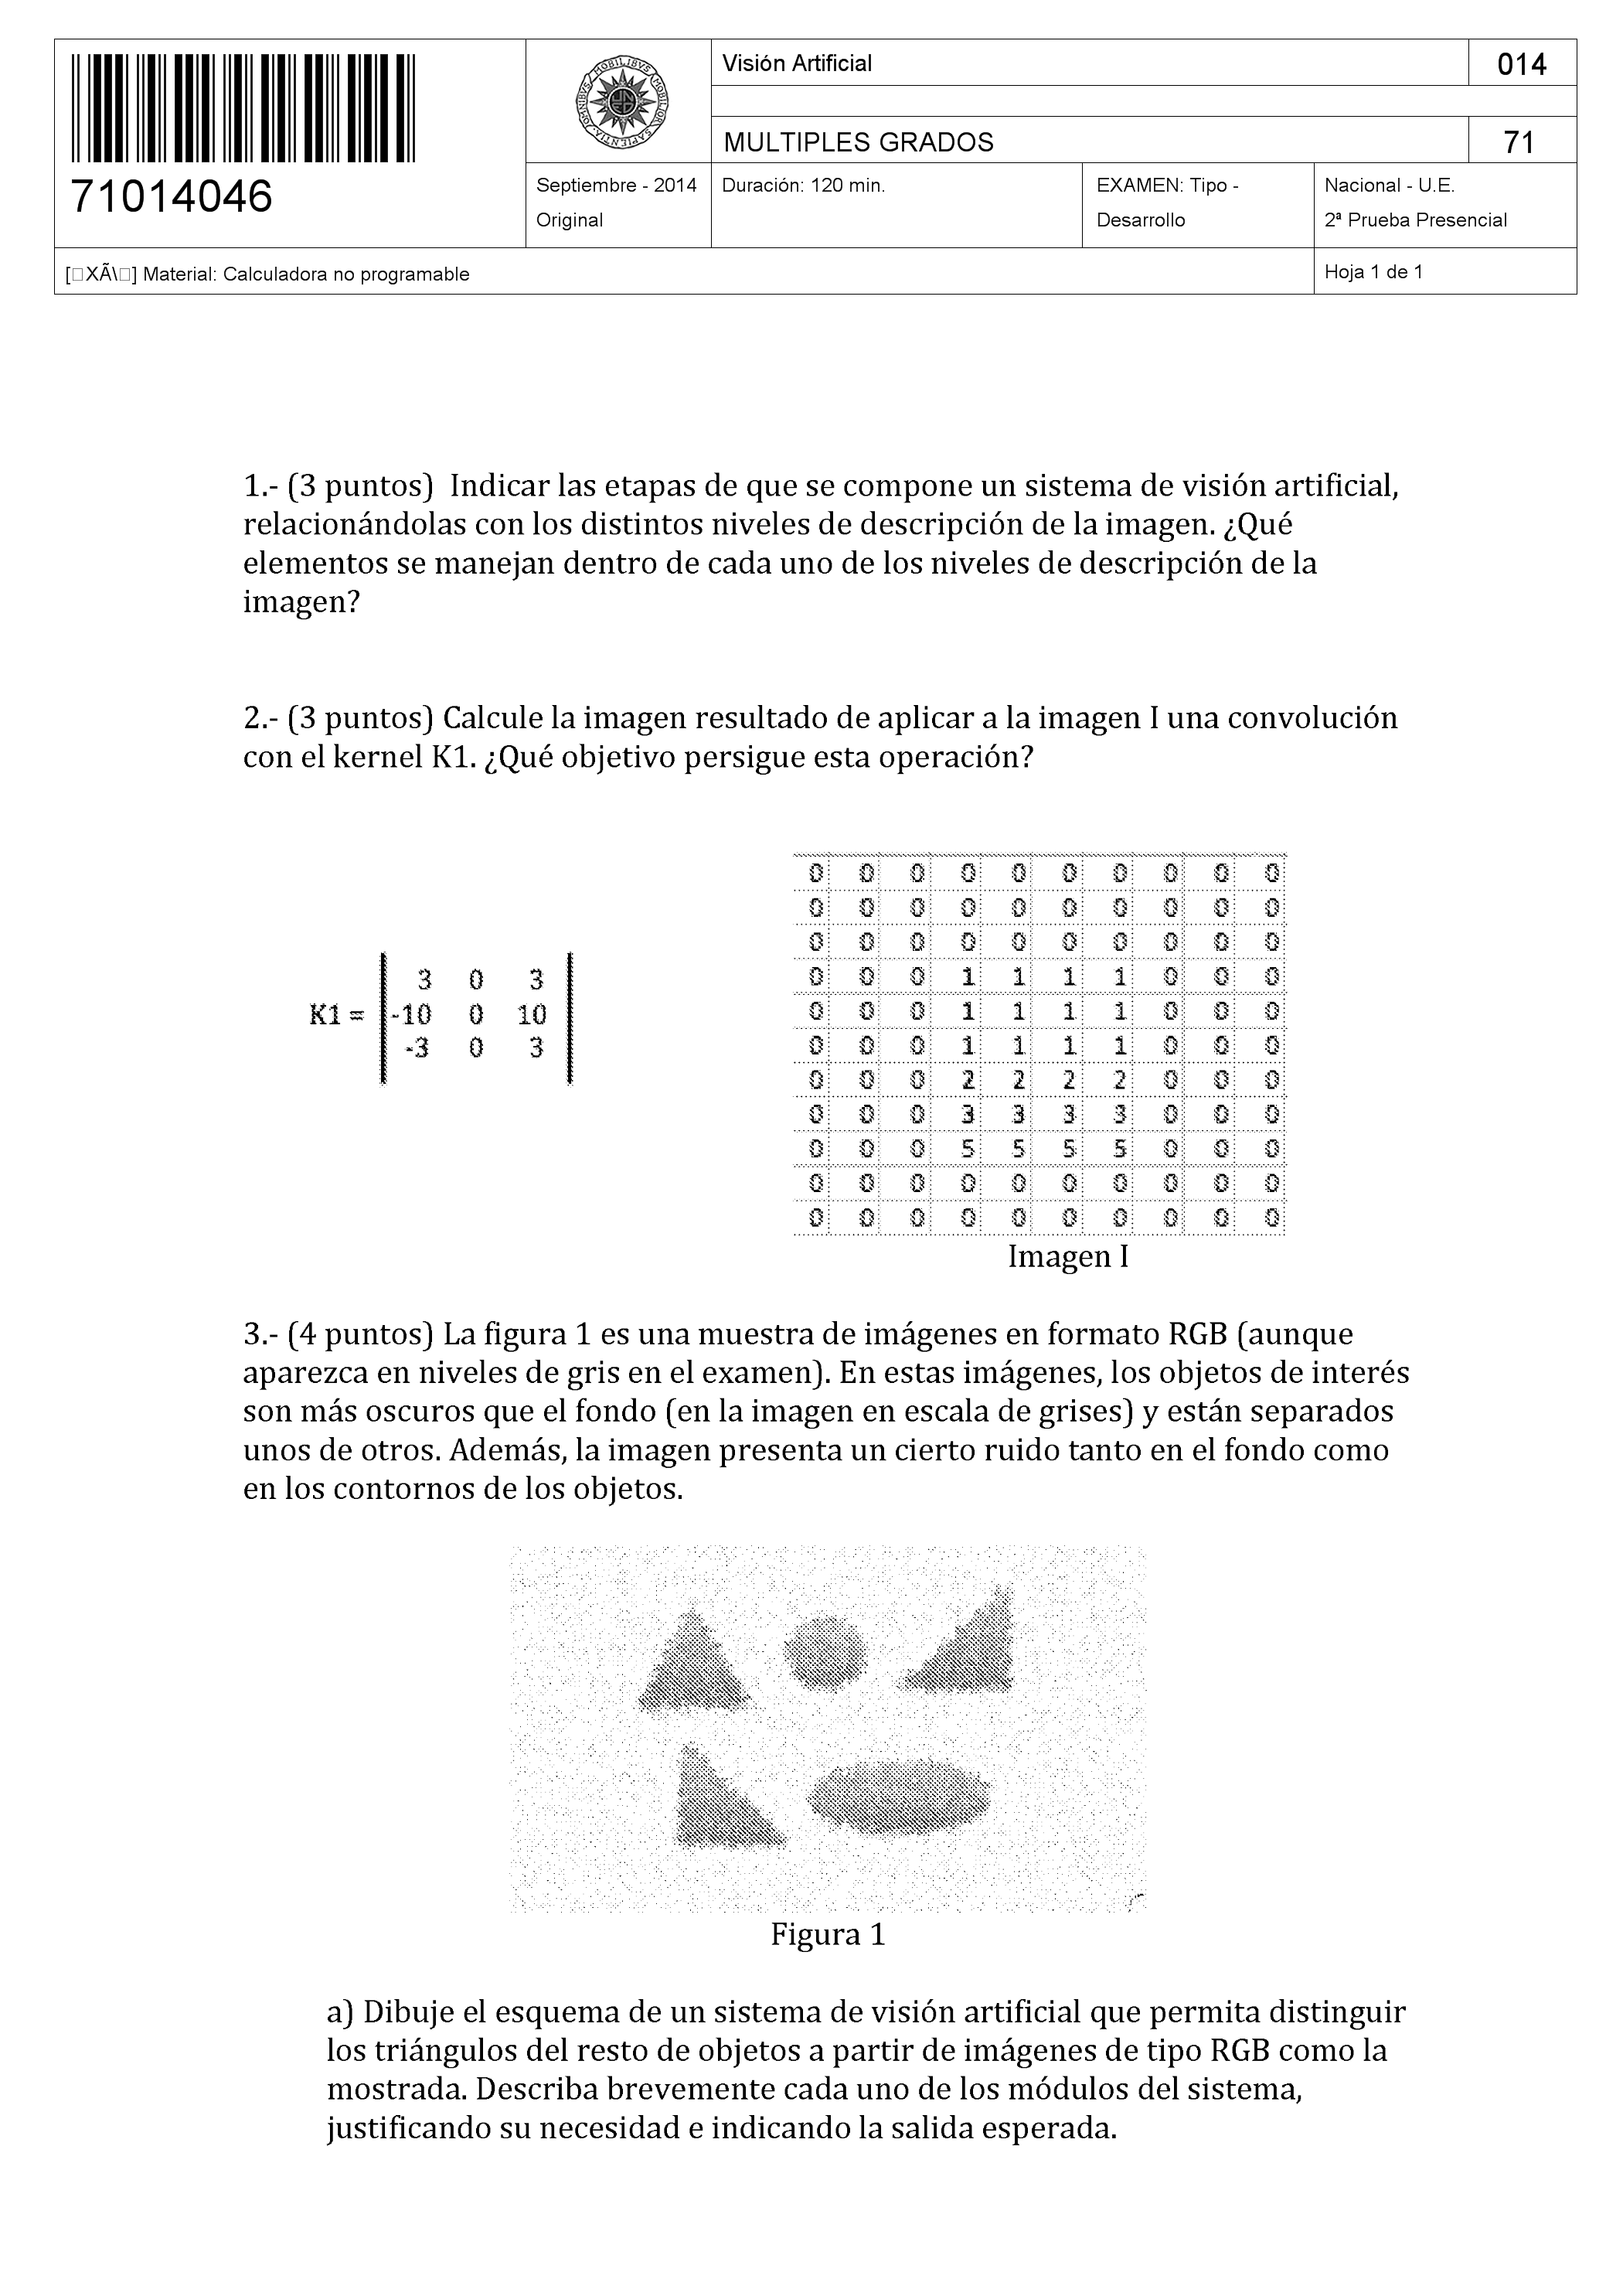 Visión Artificial
014
MULTIPLES GRADOS
71
71014046
Septiembre - 2014
Original
Duración: 120 min.
EXAMEN: Tipo -
Desarrollo
Nacional - U.E.
2ª Prueba Presencial
[□XÃ\□] Material: Calculadora no programable
Hoja 1 de 1
1.- (3 puntos)  Indicar las etapas de que se compone un sistema de visión artificial,
relacionándolas con los distintos niveles de descripción de la imagen. ¿Qué
elementos se manejan dentro de cada uno de los niveles de descripción de la
imagen?
2.- (3 puntos) Calcule la imagen resultado de aplicar a la imagen I una convolución
con el kernel K1. ¿Qué objetivo persigue esta operación?
3 0 3
K1 = -10 0 10
-3 0 3
0 0 0 0 0 0 0 0 0 0
0 0 0 0 0 0 0 0 0 0
0 0 0 0 0 0 0 0 0 0
0 0 0 1 1 1 1 0 0 0
0 0 0 1 1 1 1 0 0 0
0 0 0 1 1 1 1 0 0 0
0 0 0 2 2 2 2 0 0 0
0 0 0 3 3 3 3 0 0 0
0 0 0 5 5 5 5 0 0 0
0 0 0 0 0 0 0 0 0 0
0 0 0 0 0 0 0 0 0 0
Imagen I
3.- (4 puntos) La figura 1 es una muestra de imágenes en formato RGB (aunque
aparezca en niveles de gris en el examen). En estas imágenes, los objetos de interés
son más oscuros que el fondo (en la imagen en escala de grises) y están separados
unos de otros. Además, la imagen presenta un cierto ruido tanto en el fondo como
en los contornos de los objetos.
Figura 1
a) Dibuje el esquema de un sistema de visión artificial que permita distinguir
los triángulos del resto de objetos a partir de imágenes de tipo RGB como la
mostrada. Describa brevemente cada uno de los módulos del sistema,
justificando su necesidad e indicando la salida esperada.